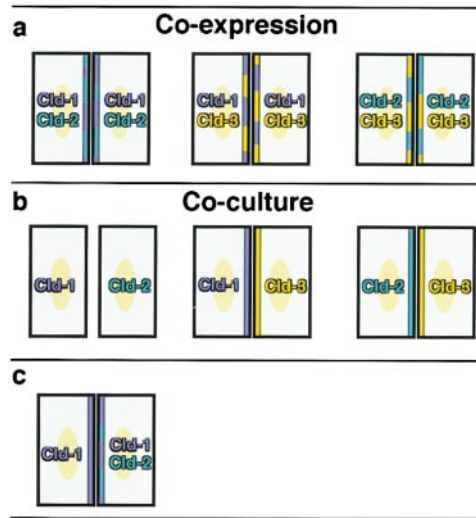 a
Co-expression
Cld-1 Cld-1 Cld-1 Cld-1 Cld-2 Cld-2
Cld-2 Cld-2 Cld-3 Cld-3 Cld-3 Cld-3
b
Co-culture
Cld-1 Cld-2 Cld-1 Cld-3 Cld-2 Cld-3
c
Cld-1 Cld-1
Cld-2